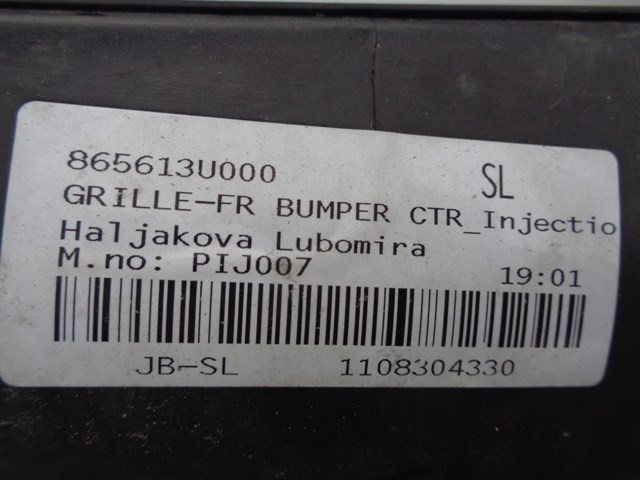 865613U000 SL
GRILLE-FR BUMPER CTR_Injectio
Haljakova Lubomira
M.no: PIJ007 19:01
JB-SL 1108304330